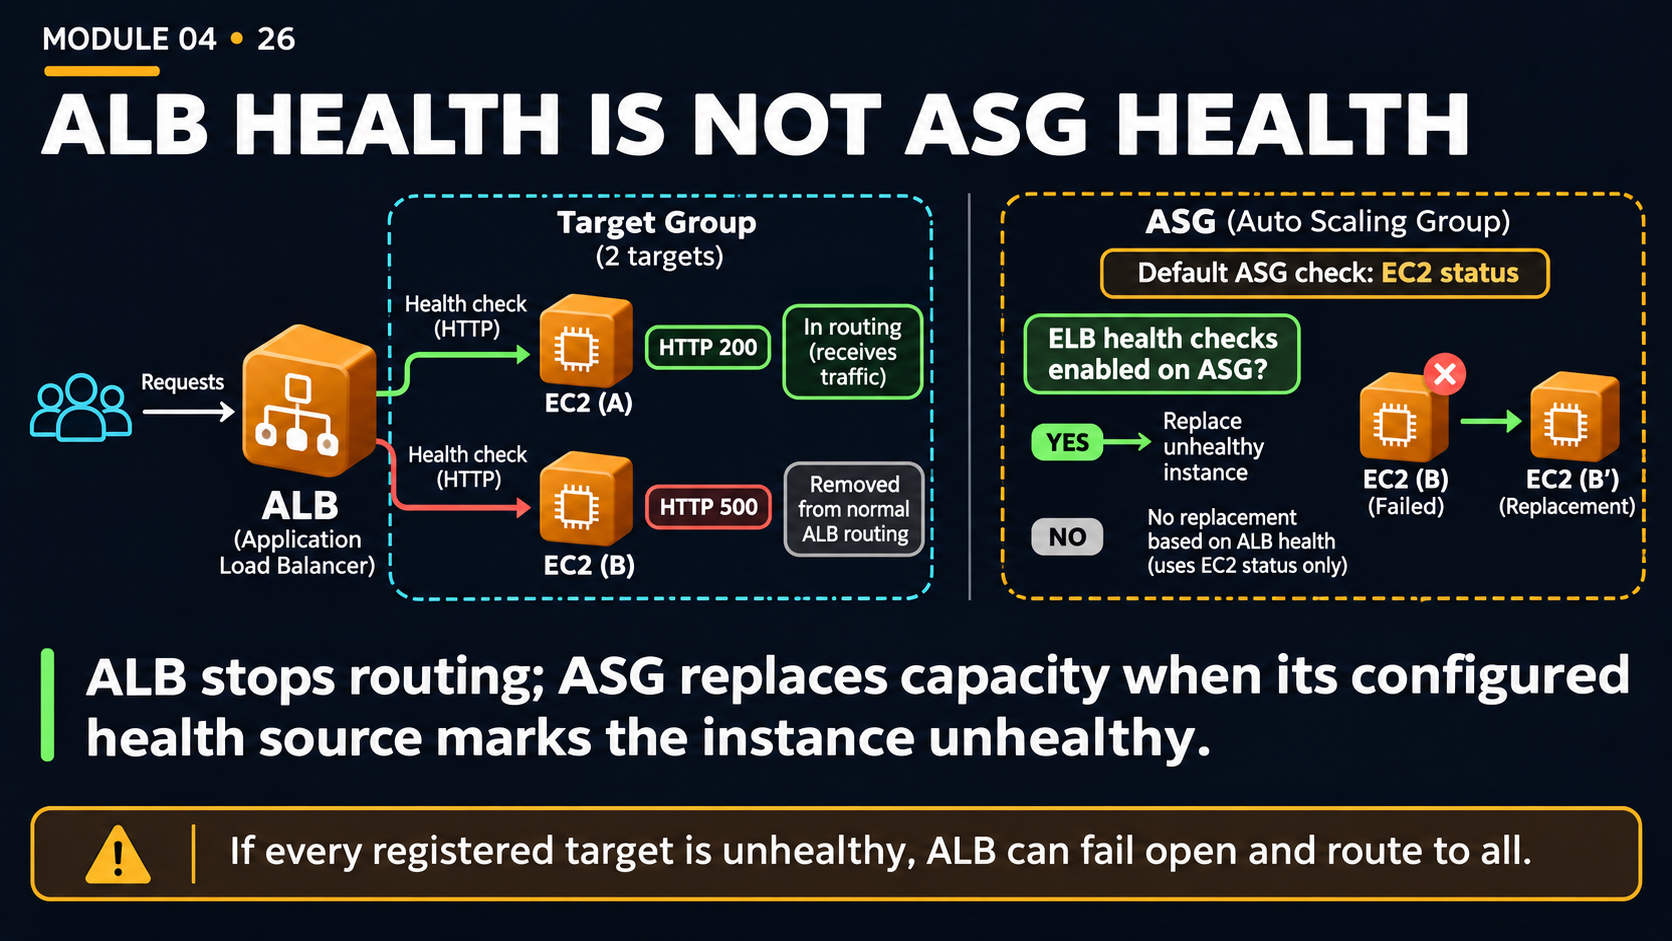 MODULE 04 • 26
ALB HEALTH IS NOT ASG HEALTH
Target Group
(2 targets)
Requests
ALB
(Application
Load Balancer)
Health check
(HTTP)
EC2 (A)
HTTP 200
In routing
(receives
traffic)
Health check
(HTTP)
EC2 (B)
HTTP 500
Removed
from normal
ALB routing
ASG (Auto Scaling Group)
Default ASG check: EC2 status
ELB health checks
enabled on ASG?
YES
Replace
unhealthy
instance
NO
No replacement
based on ALB health
(uses EC2 status only)
EC2 (B)
(Failed)
EC2 (B′)
(Replacement)
ALB stops routing; ASG replaces capacity when its configured
health source marks the instance unhealthy.
If every registered target is unhealthy, ALB can fail open and route to all.